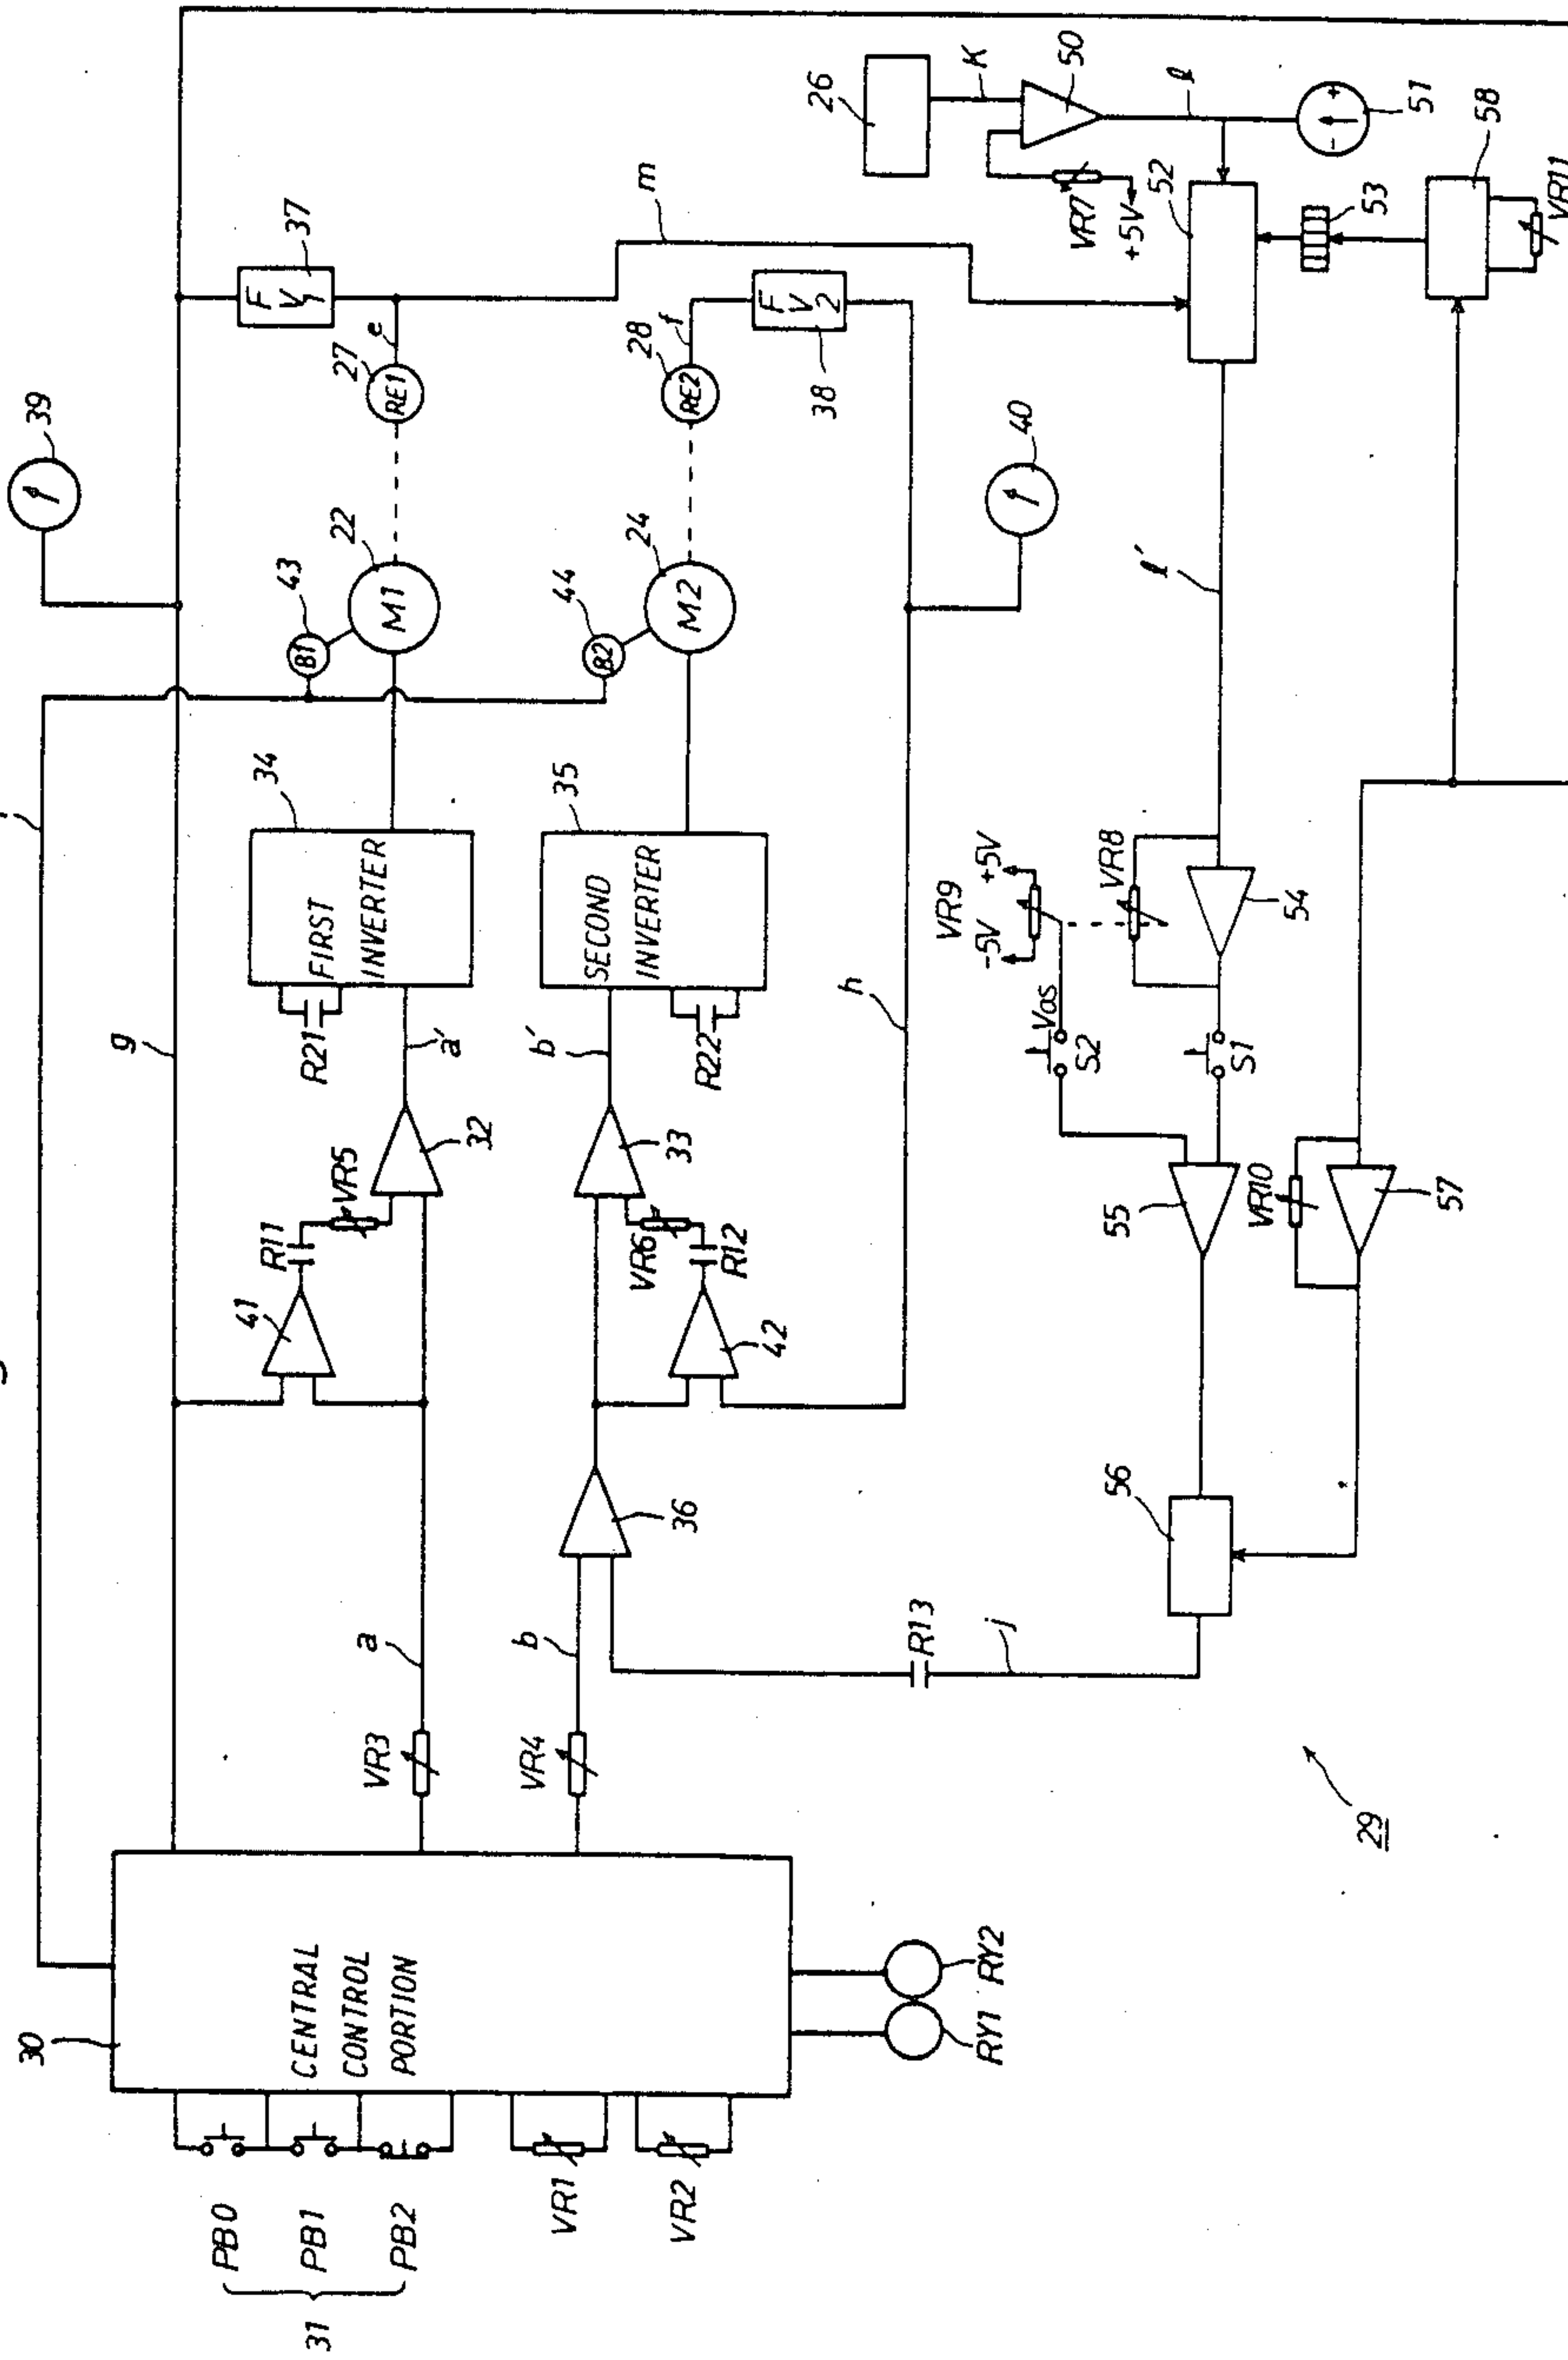 39
26
K
50
ℓ
51
52
VR7
+5V
53
58
VR11
m
37
F
V
1
e
27
RE1
28
f
RE2
F
V
2
38
40
43
22
B1
M1
44
24
B2
M2
ℓ'
34
FIRST
INVERTER
R21
35
SECOND
INVERTER
R22
g
a'
b'
h
VR9
-5V
+5V
VR8
54
Vos
S2
S1
R11
VR5
32
41
33
VR6
R12
42
55
VR10
57
36
56
a
b
R13
j
VR3
VR4
29
30
CENTRAL
CONTROL
PORTION
RY1
RY2
PB0
PB1
PB2
31
VR1
VR2